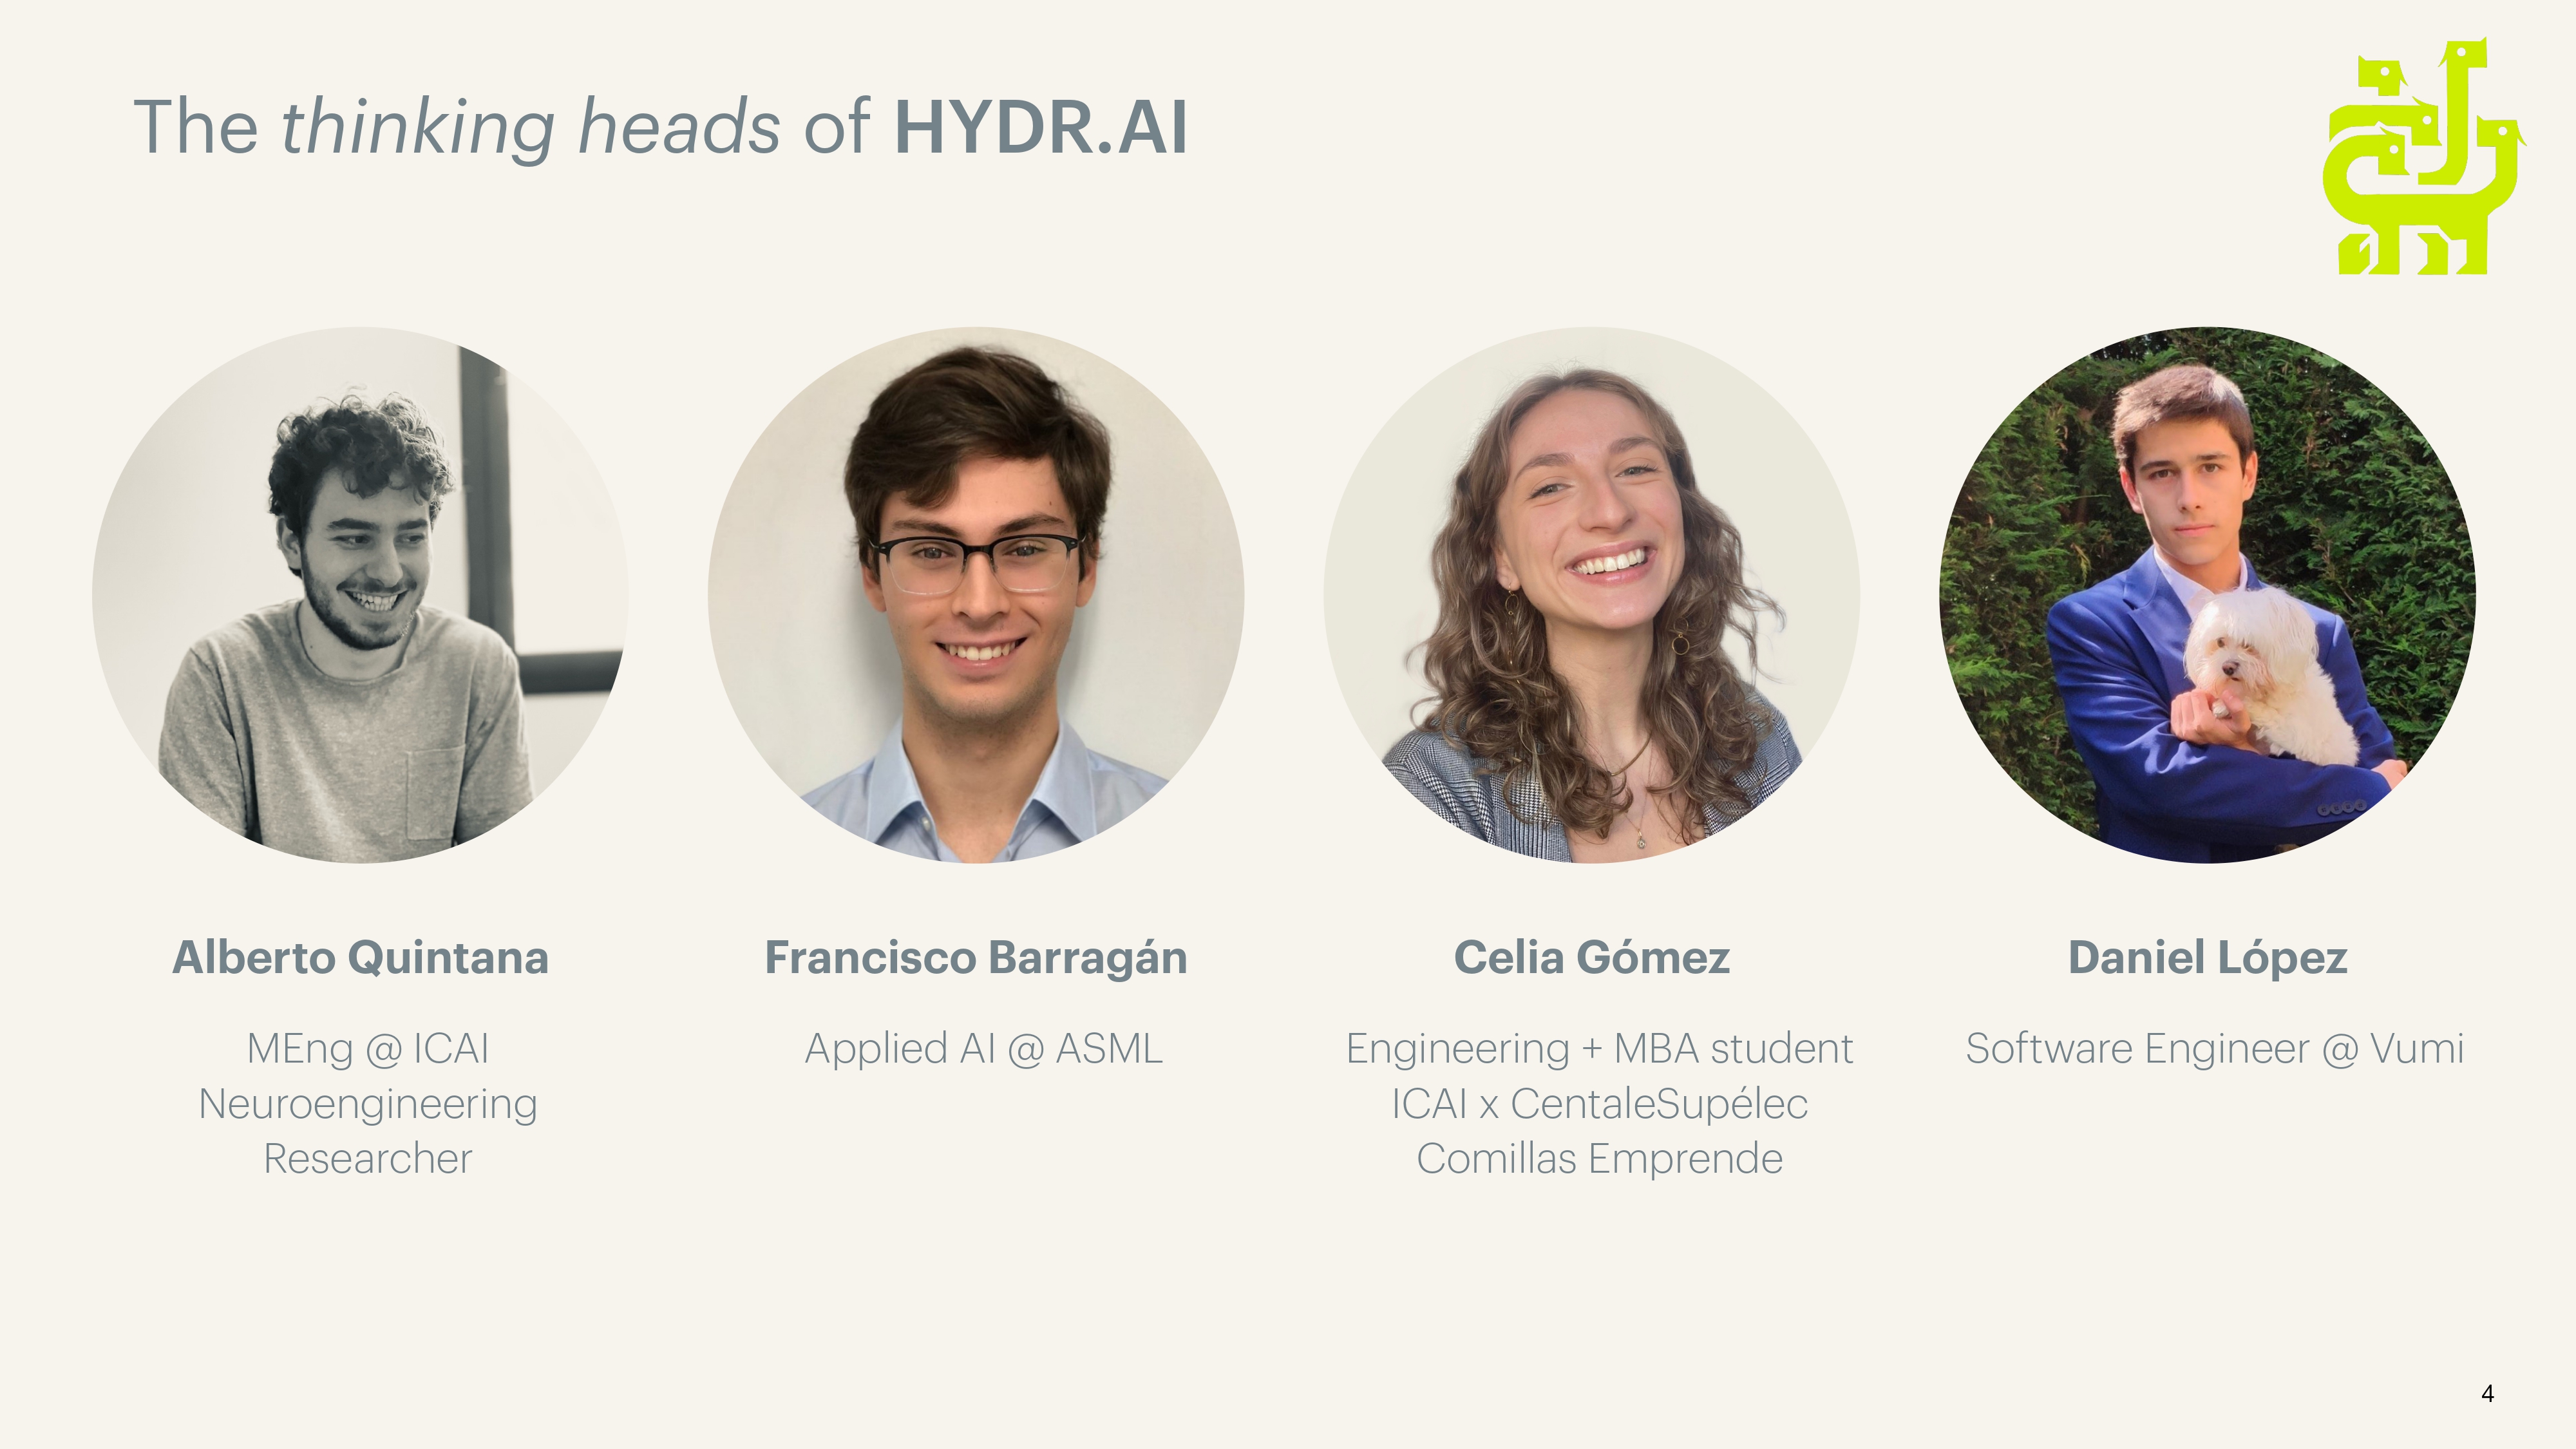 The thinking heads of HYDR.AI
Alberto Quintana
MEng @ ICAI
Neuroengineering
Researcher
Francisco Barragán
Applied AI @ ASML
Celia Gómez
Engineering + MBA student
ICAI x CentaleSupélec
Comillas Emprende
Daniel López
Software Engineer @ Vumi
4